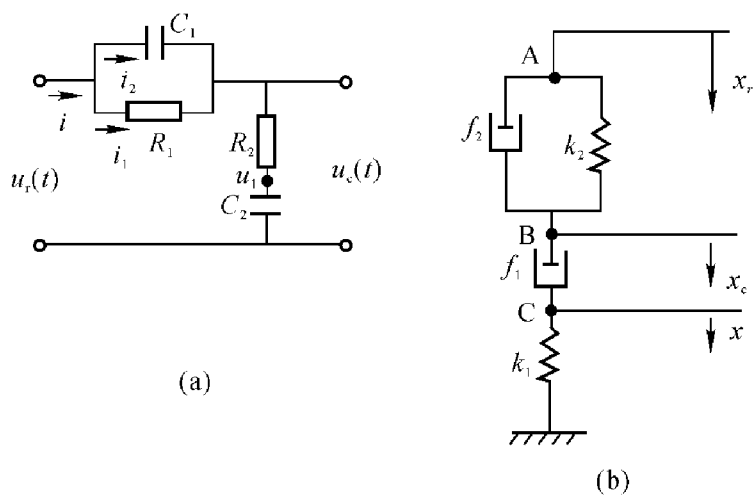 C₁
i₂
i
i₁
R₁
R₂
u₁
C₂
uᵣ(t)
u꜀(t)
(a)
A
xᵣ
f₂
k₂
B
f₁
x꜀
C
x
k₁
(b)